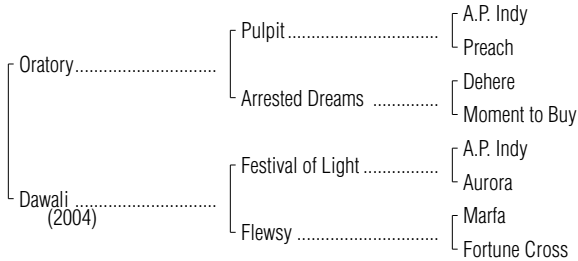 A.P. Indy
Pulpit
Preach
Oratory
Dehere
Arrested Dreams
Moment to Buy
A.P. Indy
Festival of Light
Aurora
Dawali
(2004)
Marfa
Flewsy
Fortune Cross